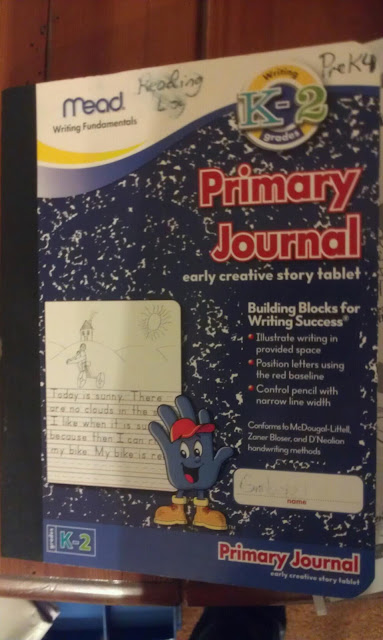 PreK4
Reading
Log
Mead
Writing Fundamentals
Writing
K-2
grades
Primary
Journal
early creative story tablet
Building Blocks for
Writing Success®
• Illustrate writing in
provided space
• Position letters using
the red baseline
• Control pencil with
narrow line width
Conforms to McDougal-Littell,
Zaner Bloser, and D'Nealian
handwriting methods
Today is sunny. There
are no clouds in the
I like when it is
because then I can
my bike. My bike is
name
grades
K-2
Primary Journal
early creative story tablet